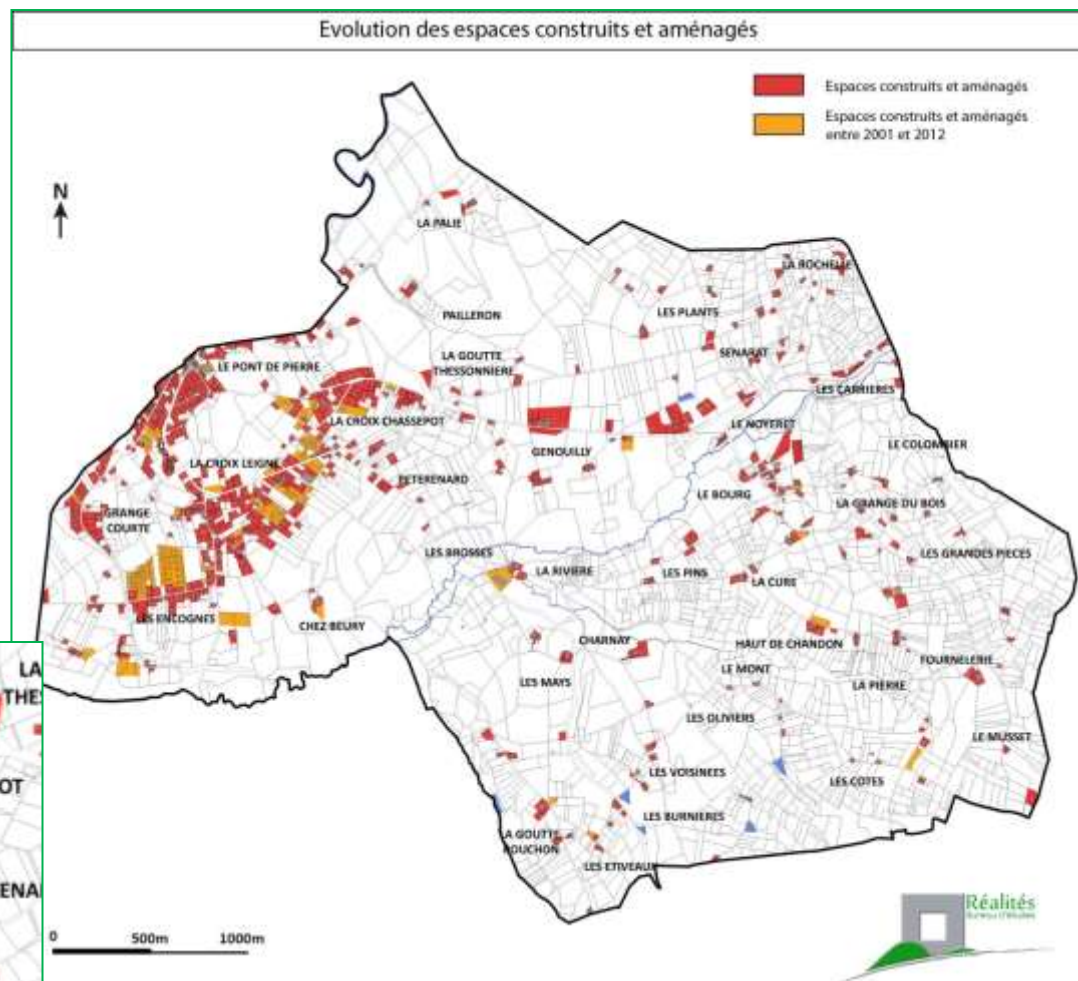 Evolution des espaces construits et aménagés
Espaces construits et aménagés
Espaces construits et aménagés
entre 2001 et 2012
N
LA PALIE
LA ROCHELLE
PAILLERON
LES PLANTS
LA GOUTTE
THESSONNIERE
SENARAT
LE PONT DE PIERRE
LES CARRIERES
LA CROIX CHASSEPOT
LE NOYERET
GENOUILLY
LE COLOMBIER
LA CROIX LEIGNE
PETERENARD
LE BOURG
LA GRANGE DU BOIS
GRANGE
COURTE
LES BROSSES
LES GRANDES PIECES
LA RIVIERE
LES PINS
LA CURE
LES ENCOGNES
CHEZ BEURY
CHARNAY
HAUT DE CHANDON
TOURNELERIE
LES MAYS
LE MONT
LA PIERRE
LES OLIVIERS
LE MUSSET
LES VOISINEES
LES COTES
LES BURNIERES
LA GOUTTE
POUCHON
LES ETIVEAUX
LA
THES
OT
ENA
0 500m 1000m
Réalités
Bureau d'études